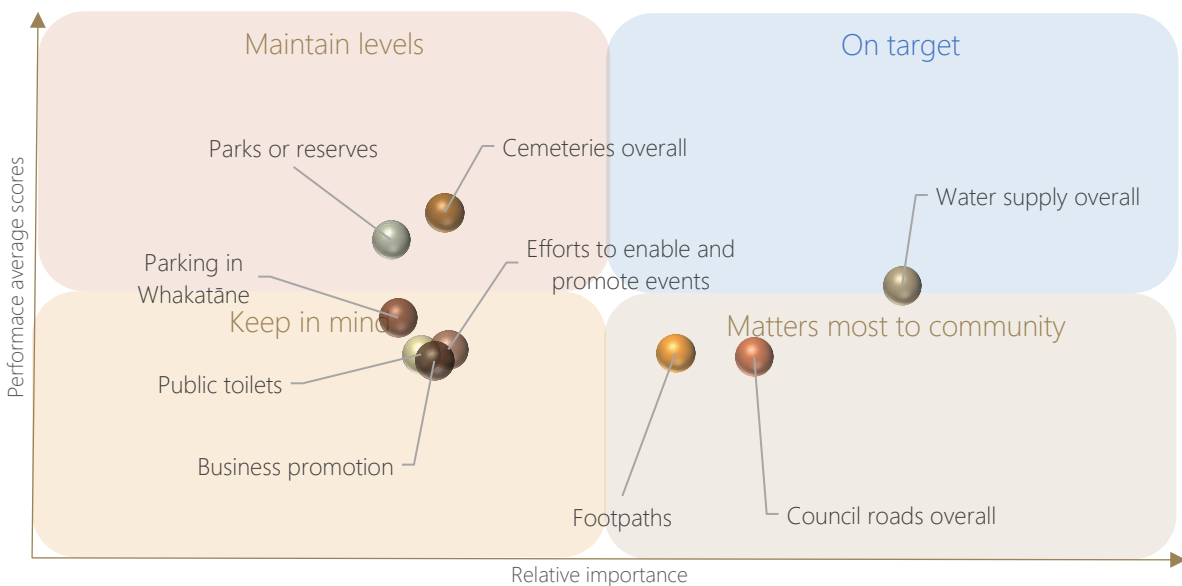 Maintain levels
On target
Parks or reserves
Cemeteries overall
Water supply overall
Efforts to enable and
promote events
Parking in
Whakatāne
Keep in mind
Matters most to community
Public toilets
Business promotion
Footpaths
Council roads overall
Performace average scores
Relative importance